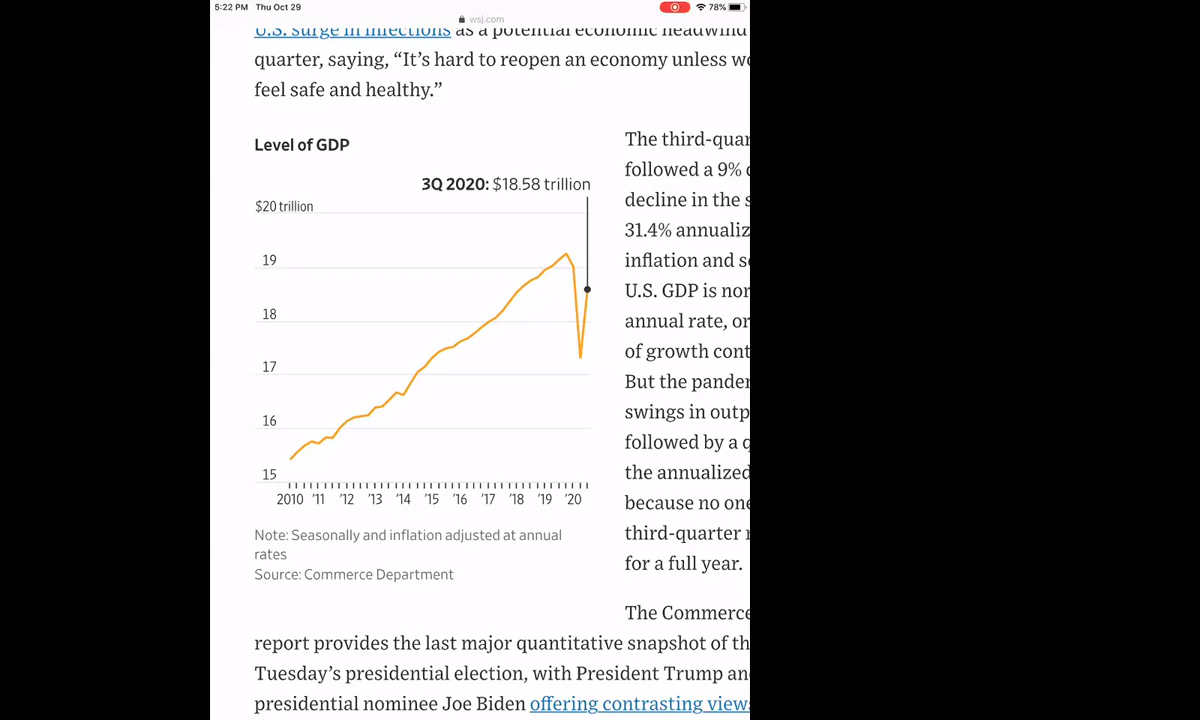 5:22 PM Thu Oct 29
78%
wsj.com
U.S. surge in infections as a potential economic headwind
quarter, saying, “It’s hard to reopen an economy unless
feel safe and healthy.”
Level of GDP
3Q 2020: $18.58 trillion
$20 trillion
19
18
17
16
15
2010 ’11 ’12 ’13 ’14 ’15 ’16 ’17 ’18 ’19 ’20
Note: Seasonally and inflation adjusted at annual
rates
Source: Commerce Department
The third-quar
followed a 9%
decline in the s
31.4% annualiz
inflation and s
U.S. GDP is nor
annual rate, or
of growth cont
But the pander
swings in outp
followed by a q
the annualized
because no one
third-quarter
for a full year.
The Commerce
report provides the last major quantitative snapshot of th
Tuesday’s presidential election, with President Trump an
presidential nominee Joe Biden offering contrasting views